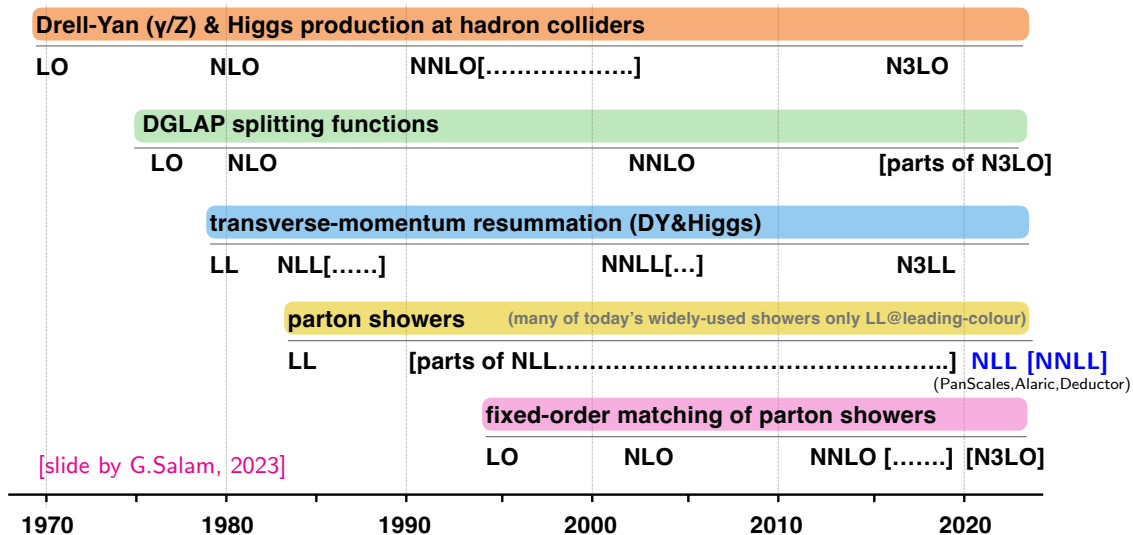 Drell-Yan (γ/Z) & Higgs production at hadron colliders
LO NLO NNLO[………………..] N3LO
DGLAP splitting functions
LO NLO NNLO [parts of N3LO]
transverse-momentum resummation (DY&Higgs)
LL NLL[……] NNLL[…] N3LL
parton showers (many of today's widely-used showers only LL@leading-colour)
LL [parts of NLL…………………………………………..] NLL [NNLL]
(PanScales,Alaric,Deductor)
fixed-order matching of parton showers
LO NLO NNLO […….] [N3LO]
[slide by G.Salam, 2023]
1970 1980 1990 2000 2010 2020